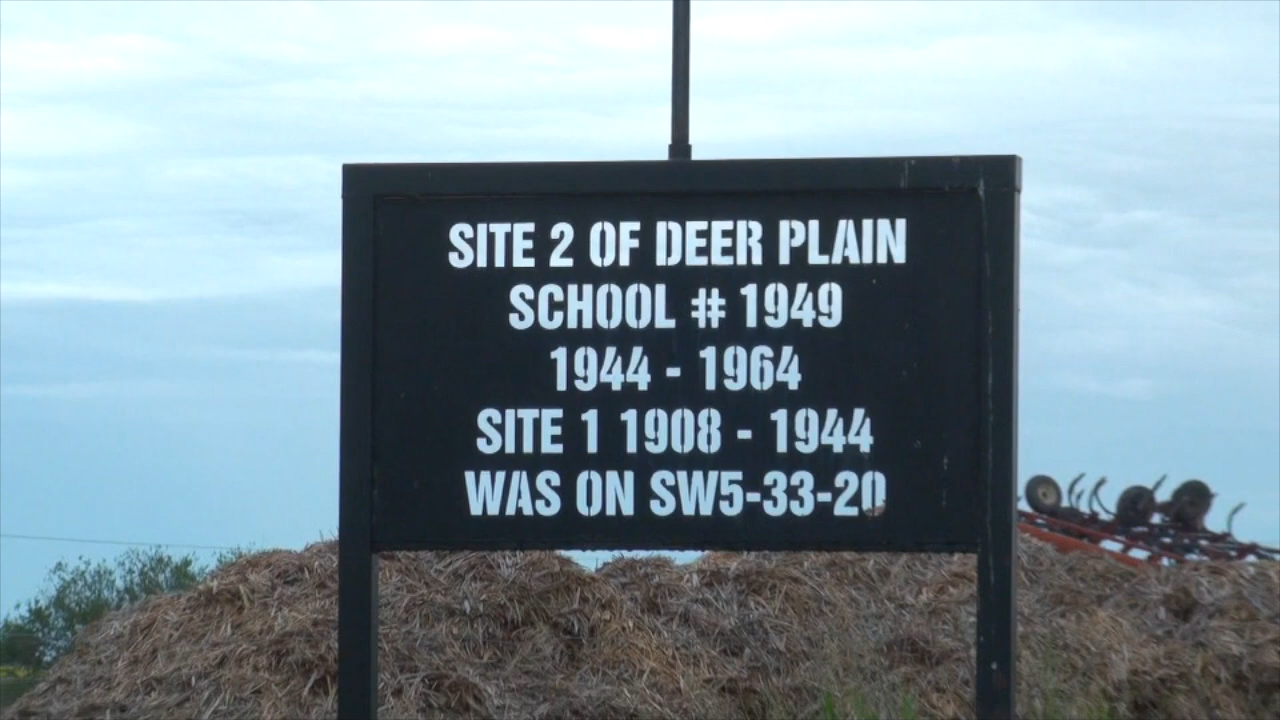 SITE 2 OF DEER PLAIN
SCHOOL # 1949
1944 - 1964
SITE 1 1908 - 1944
WAS ON SW5-33-20